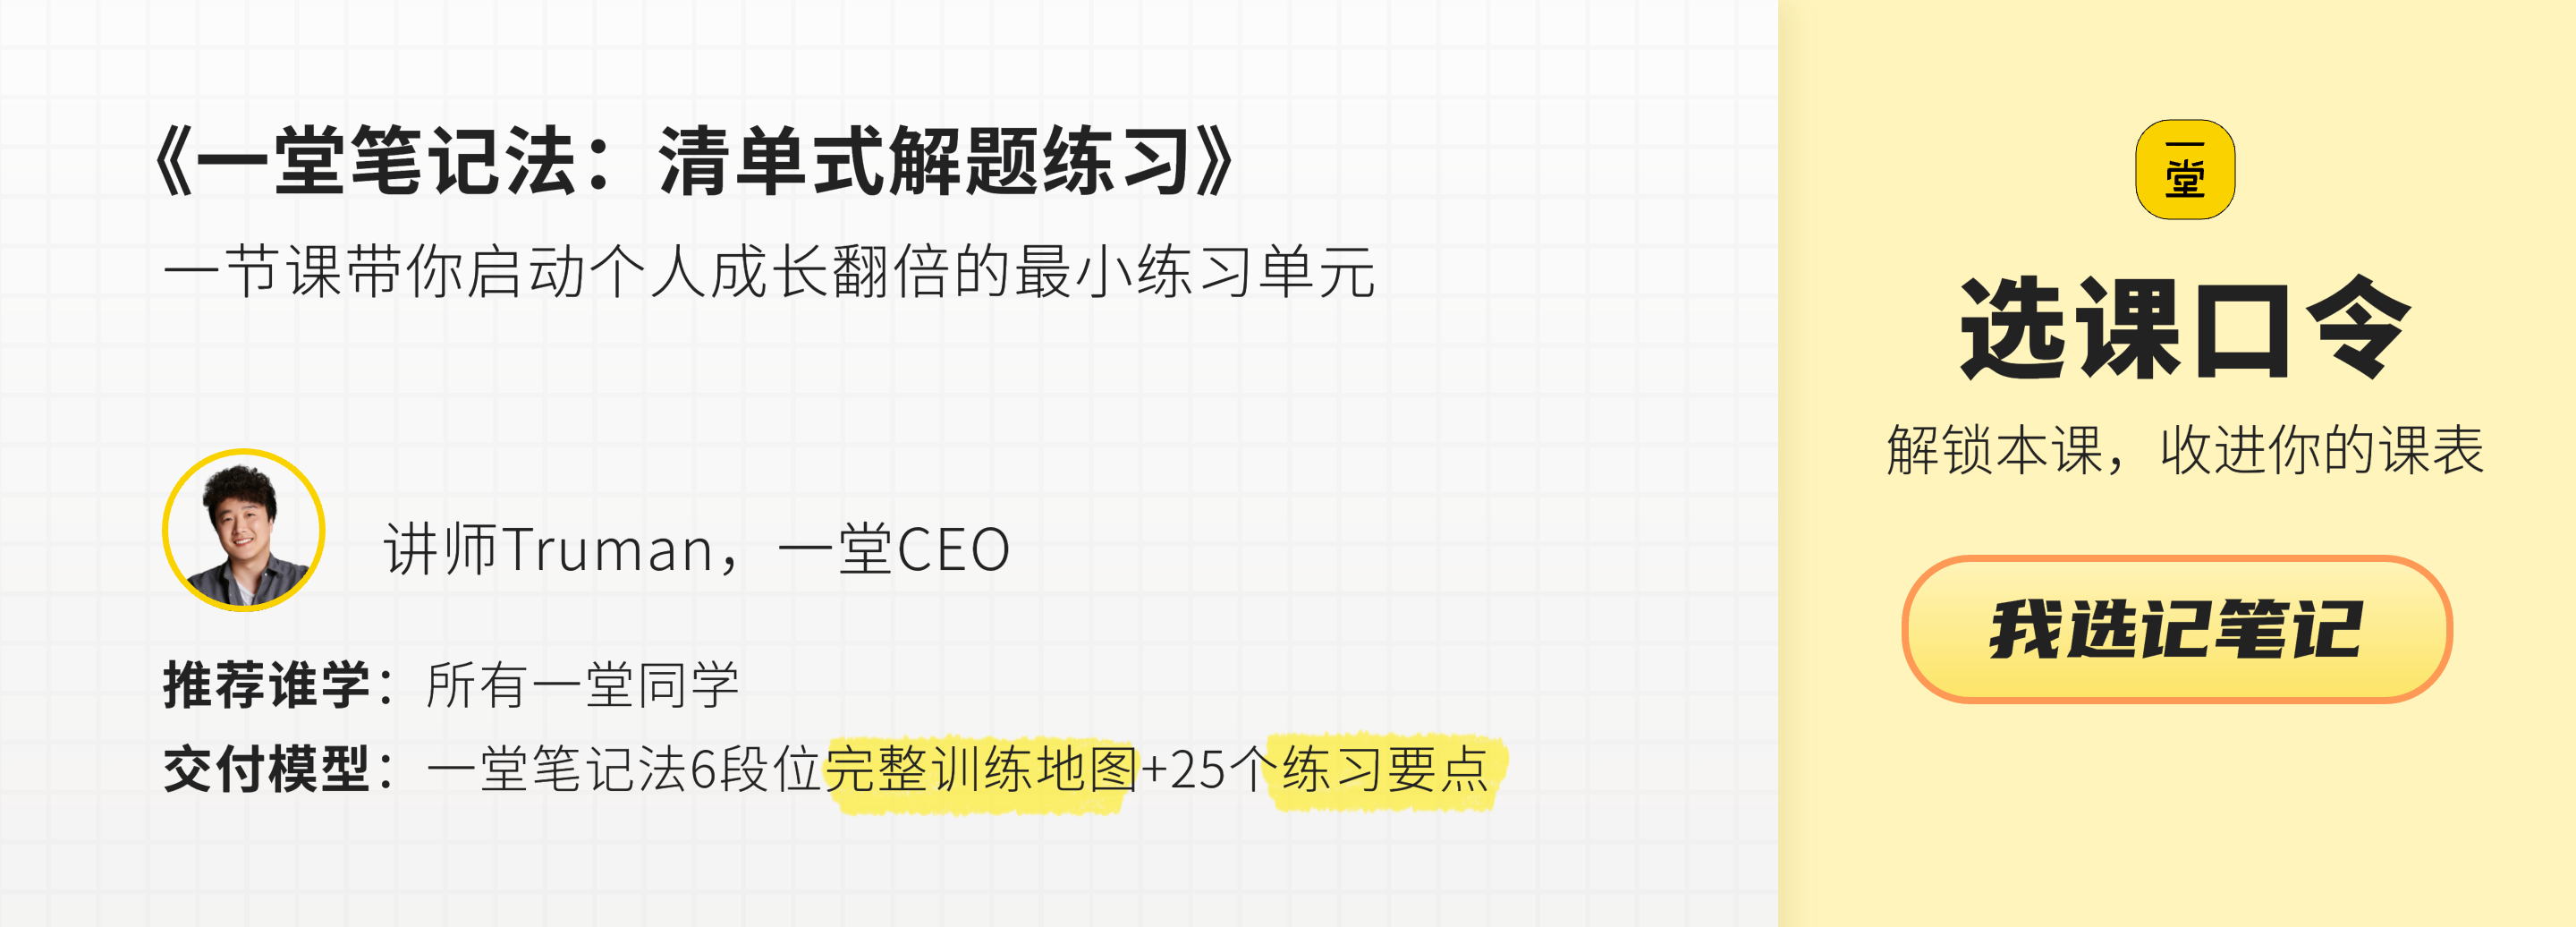 《一堂笔记法：清单式解题练习》
一节课带你启动个人成长翻倍的最小练习单元
讲师Truman，一堂CEO
推荐谁学：所有一堂同学
交付模型：一堂笔记法6段位完整训练地图+25个练习要点
一
堂
选课口令
解锁本课，收进你的课表
我选记笔记